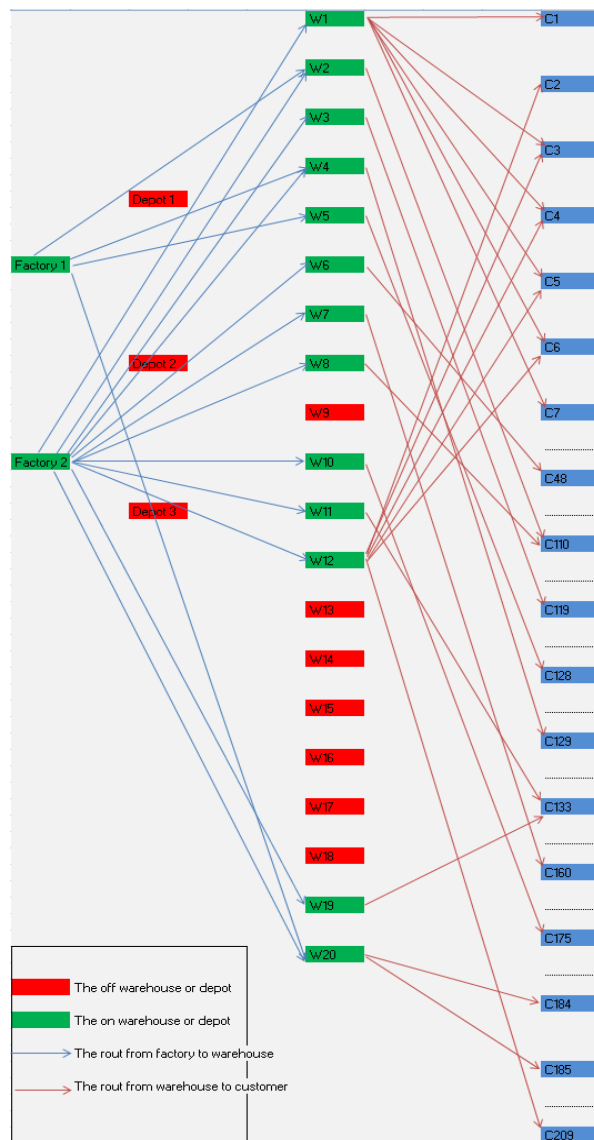 W1
C1
W2
C2
W3
C3
W4
Depot 1
C4
W5
Factory 1
W6
C5
W7
C6
Depot 2
W8
W9
C7
Factory 2
W10
C48
Depot 3
W11
C110
W12
W13
C119
W14
C128
W15
C129
W16
W17
C133
W18
C160
W19
C175
W20
The off warehouse or depot
C184
The on warehouse or depot
The rout from factory to warehouse
C185
The rout from warehouse to customer
C209